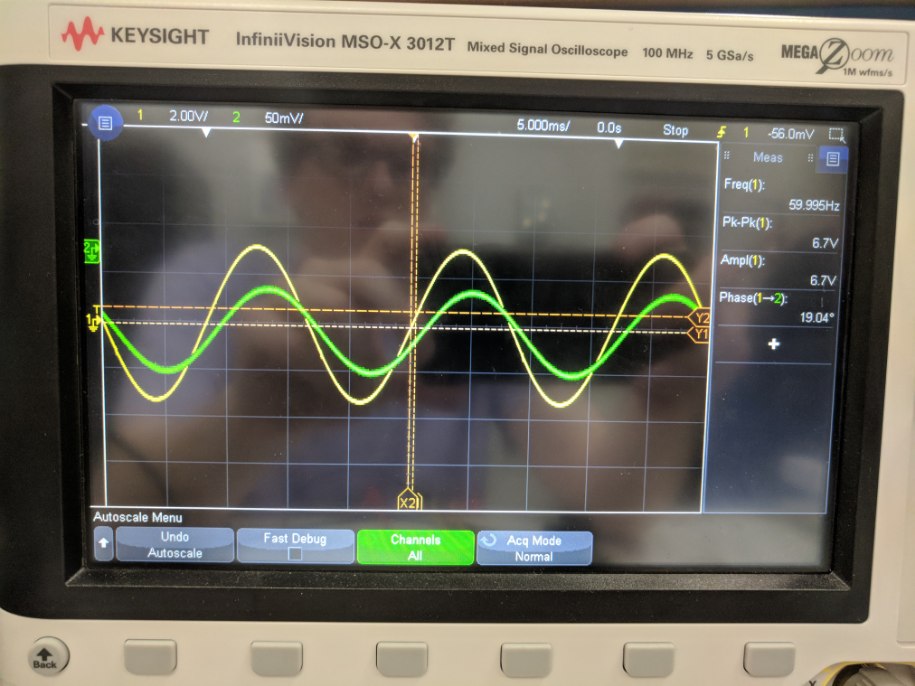 KEYSIGHT InfiniiVision MSO-X 3012T Mixed Signal Oscilloscope 100 MHz 5 GSa/s MEGA Zoom
1M wfms/s
1 2.00V/ 2 50mV/ 5.000ms/ 0.0s Stop 1 -56.0mV
Meas
Freq(1):
59.995Hz
Pk-Pk(1):
6.7V
Ampl(1):
6.7V
Phase(1→2):
19.04°
2
1
Y2
Y1
X2
Autoscale Menu
Undo
Autoscale
Fast Debug
Channels
All
Acq Mode
Normal
Back